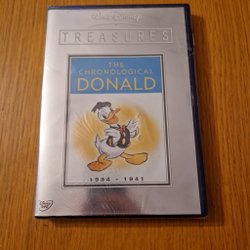 Walt Disney
TREASURES
THE
CHRONOLOGICAL
DONALD
1934 - 1941